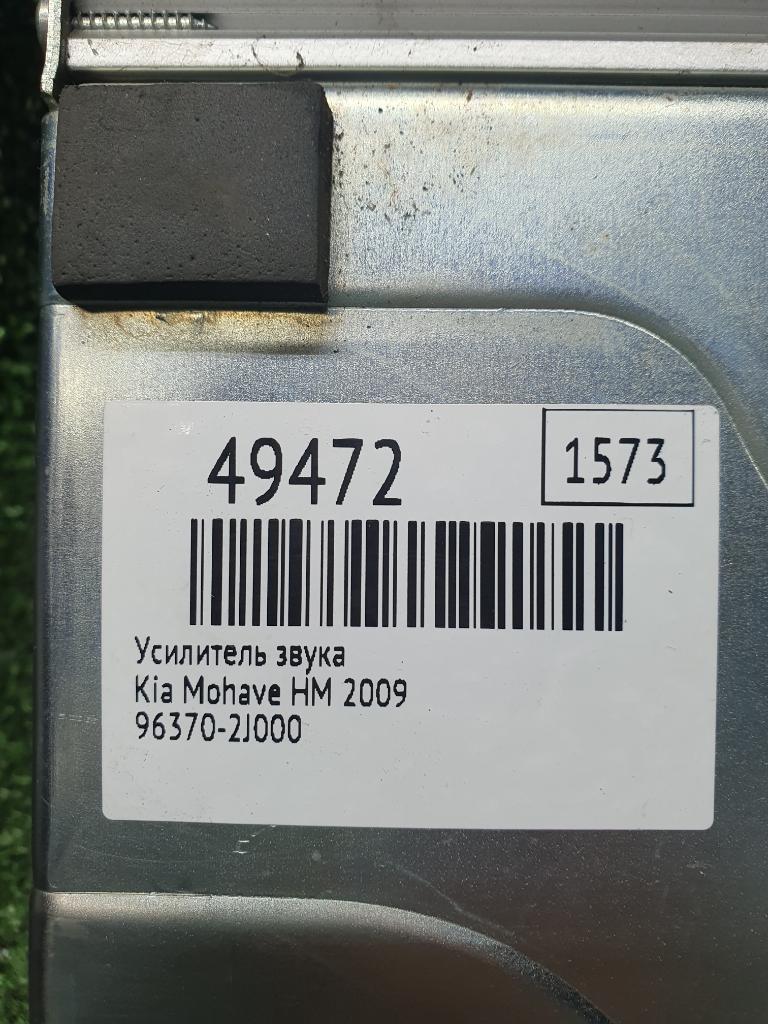 49472
1573
Усилитель звука
Kia Mohave HM 2009
96370-2J000